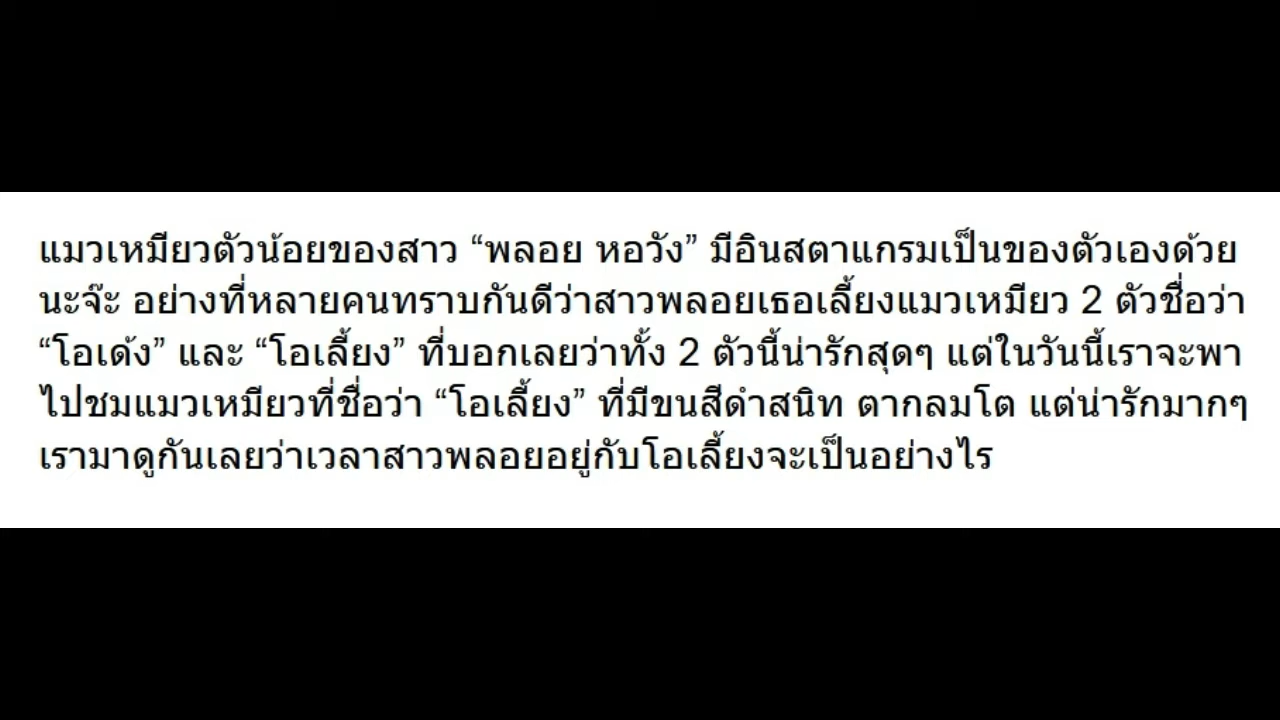 แมวเหมียวตัวน้อยของสาว “พลอย หอวัง” มีอินสตาแกรมเป็นของตัวเองด้วย
นะจ๊ะ อย่างที่หลายคนทราบกันดีว่าสาวพลอยเธอเลี้ยงแมวเหมียว 2 ตัวชื่อว่า
“โอเด้ง” และ “โอเลี้ยง” ที่บอกเลยว่าทั้ง 2 ตัวนี้น่ารักสุดๆ แต่ในวันนี้เราจะพา
ไปชมแมวเหมียวที่ชื่อว่า “โอเลี้ยง” ที่มีขนสีดำสนิท ตากลมโต แต่น่ารักมากๆ
เรามาดูกันเลยว่าเวลาสาวพลอยอยู่กับโอเลี้ยงจะเป็นอย่างไร